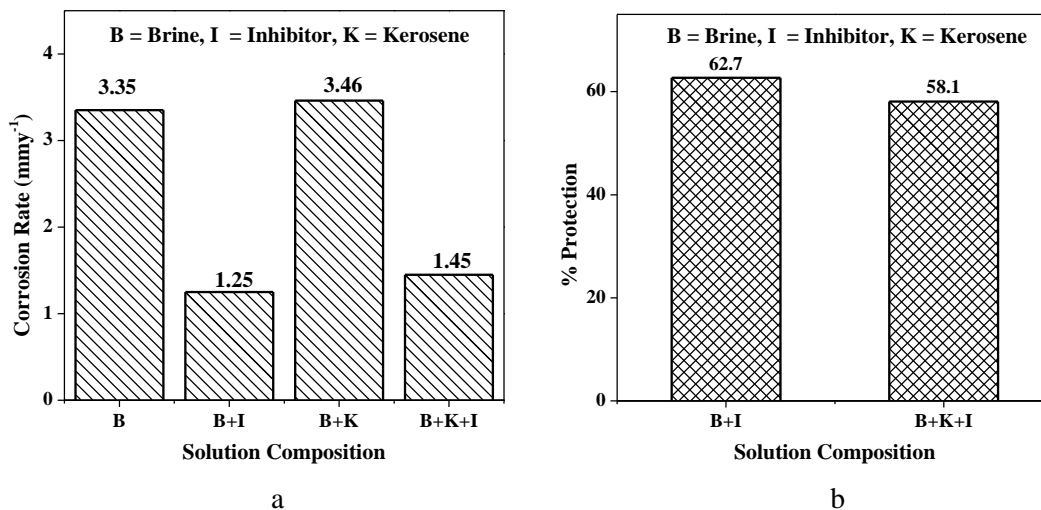 B = Brine, I = Inhibitor, K = Kerosene
4
3
2
1
0
3.35
1.25
3.46
1.45
B B+I B+K B+K+I
Corrosion Rate (mmy⁻¹)
Solution Composition
a
B = Brine, I = Inhibitor, K = Kerosene
62.7
58.1
60
40
20
0
B+I B+K+I
% Protection
Solution Composition
b